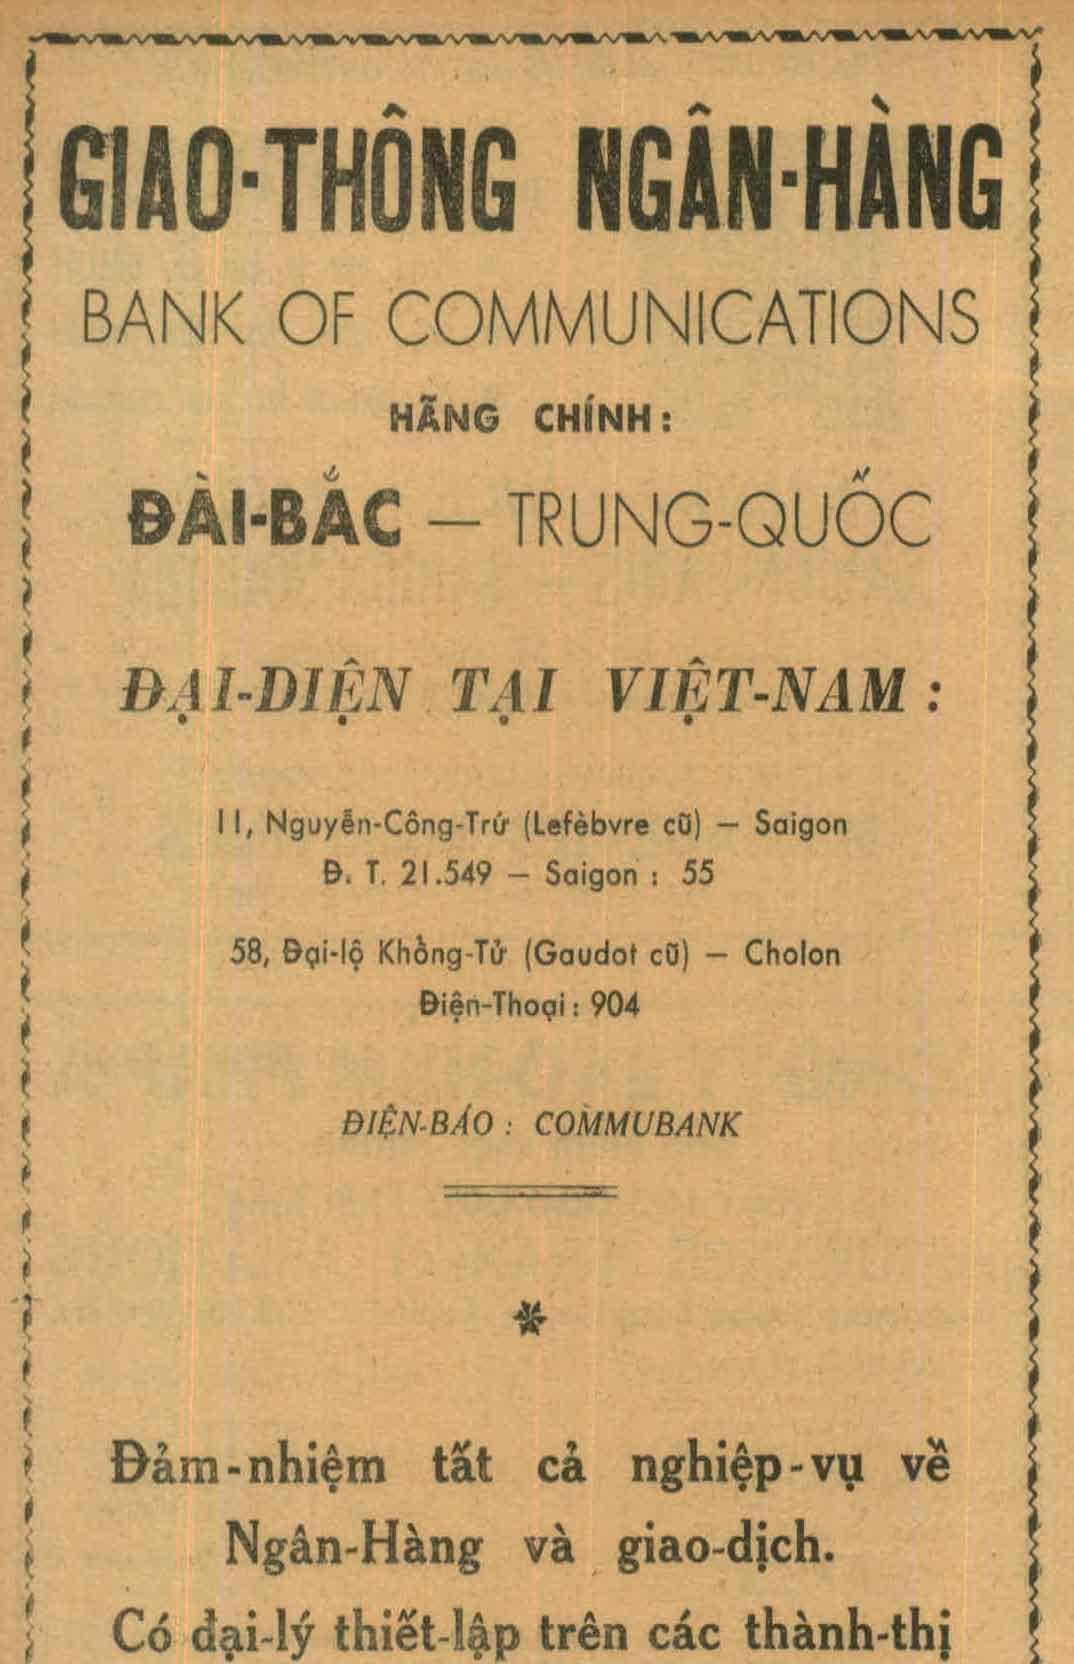 GIAO-THÔNG NGÂN-HÀNG
BANK OF COMMUNICATIONS
HÃNG CHÍNH:
ĐÀI-BẮC — TRUNG-QUỐC
ĐẠI-DIỆN TẠI VIỆT-NAM :
11, Nguyễn-Công-Trứ (Lefèbvre cũ) — Saigon
Đ. T. 21.549 — Saigon : 55
58, Đại-lộ Khổng-Tử (Gaudot cũ) — Cholon
Điện-Thoại : 904
ĐIỆN-BÁO : COMMUBANK
Đảm-nhiệm tất cả nghiệp-vụ về
Ngân-Hàng và giao-dịch.
Có đại-lý thiết-lập trên các thành-thị